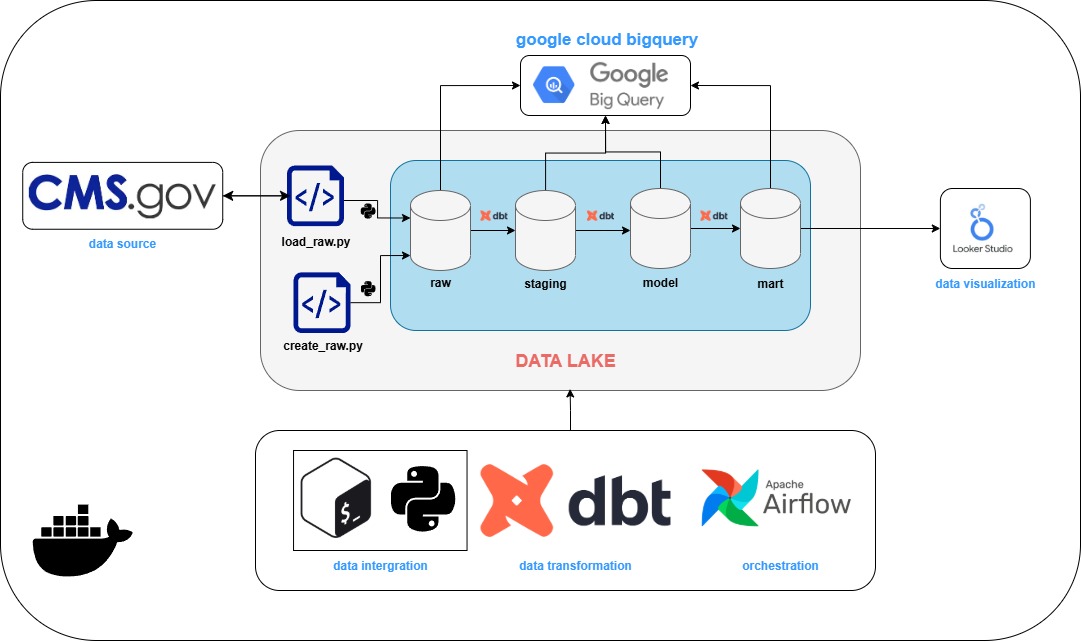 google cloud bigquery
Google
Big Query
CMS.gov
data source
</>
load_raw.py
</>
create_raw.py
dbt
dbt
dbt
raw
staging
model
mart
DATA LAKE
Looker Studio
data visualization
$_
dbt
Apache
Airflow
data intergration
data transformation
orchestration